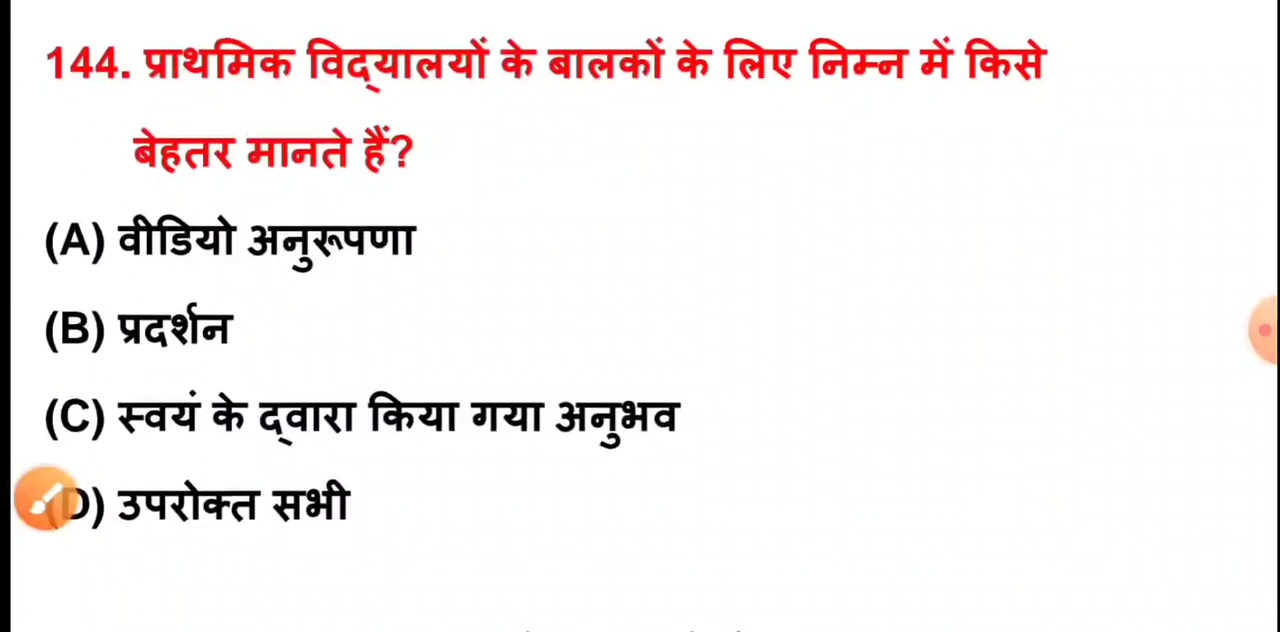 144. प्राथमिक विद्यालयों के बालकों के लिए निम्न में किसे
बेहतर मानते हैं?
(A) वीडियो अनुरूपणा
(B) प्रदर्शन
(C) स्वयं के द्वारा किया गया अनुभव
(D) उपरोक्त सभी